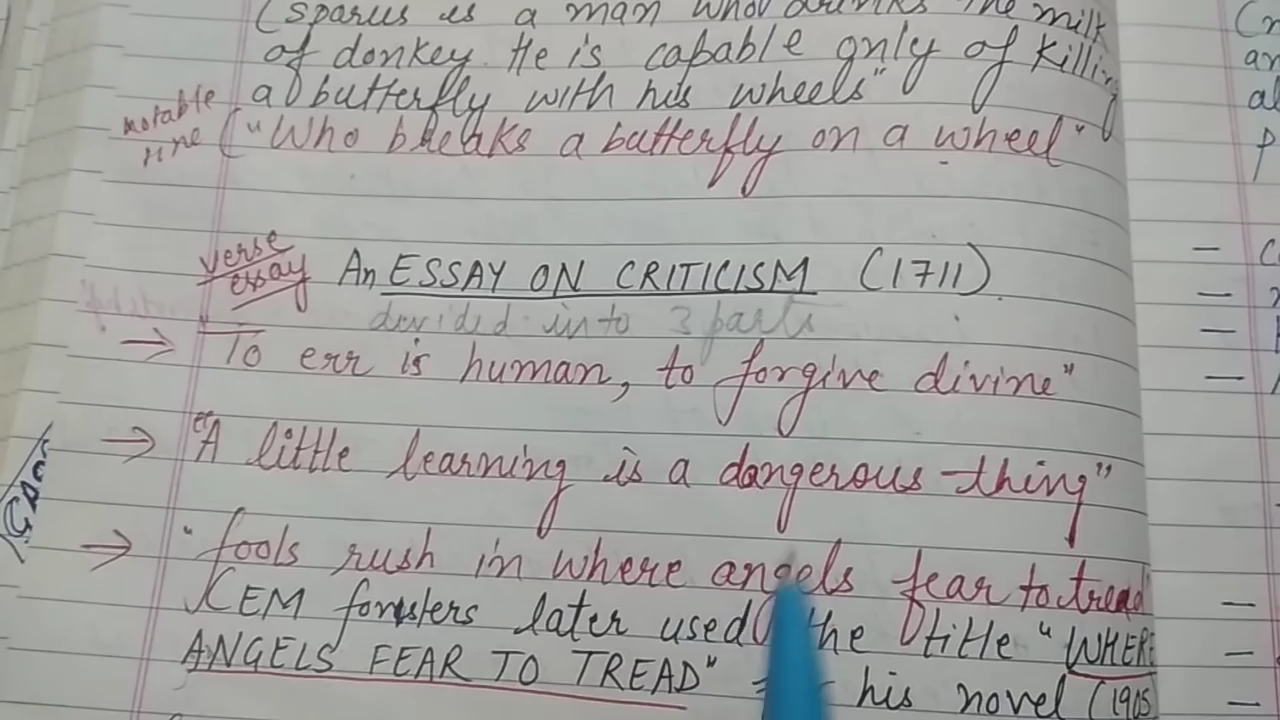 (sparus is a man who drinks the milk
of donkey. He is capable only of killing
a butterfly with his wheels"
notable
line
("Who breaks a butterfly on a wheel"
verse
essay
An ESSAY ON CRITICISM (1711)
divided into 3 parts
→ To err is human, to forgive divine"
→ "A little learning is a dangerous thing"
→ "fools rush in where angels fear to tread
(EM forsters later used the title "WHERE
ANGELS FEAR TO TREAD" his novel (1905